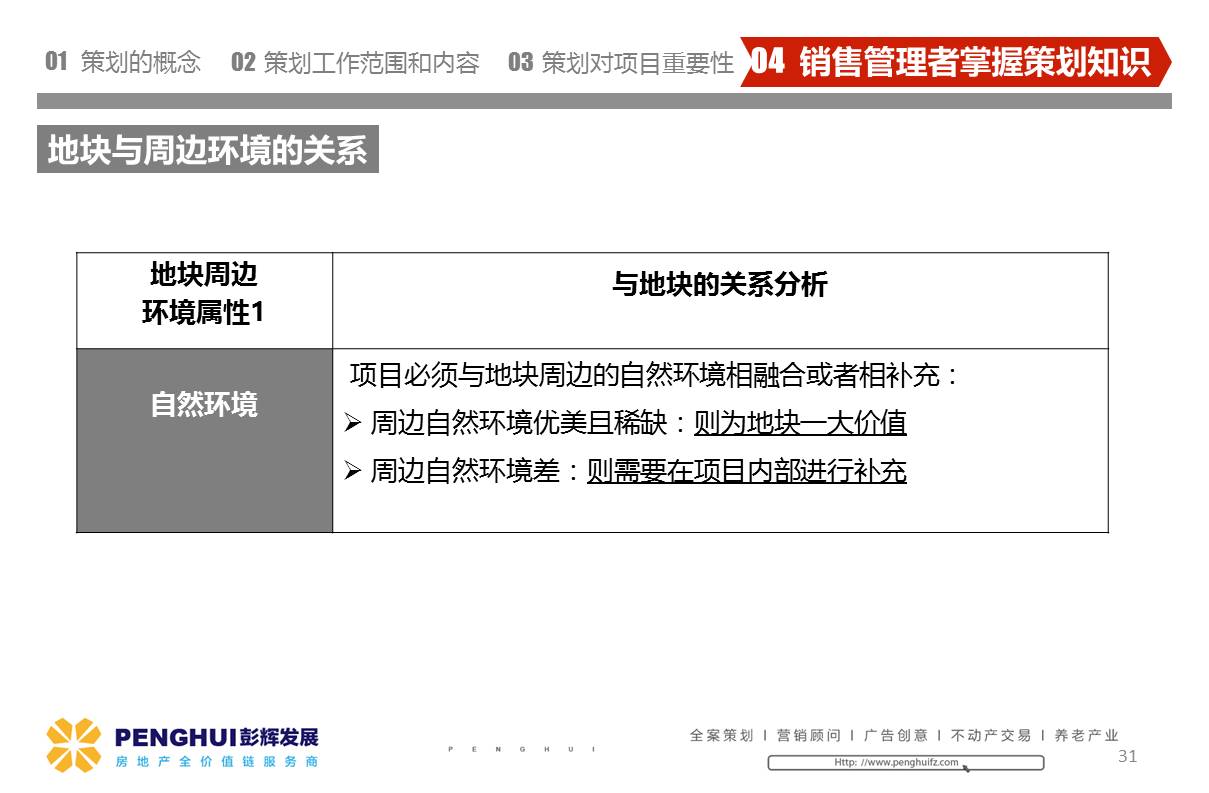 01 策划的概念 02 策划工作范围和内容 03 策划对项目重要性 04 销售管理者掌握策划知识
地块与周边环境的关系
地块周边
环境属性1
与地块的关系分析
自然环境
项目必须与地块周边的自然环境相融合或者相补充：
➢ 周边自然环境优美且稀缺：则为地块一大价值
➢ 周边自然环境差：则需要在项目内部进行补充
PENGHUI彭辉发展
房地产全价值链服务商
PENGHUI
全案策划 I 营销顾问 I 广告创意 I 不动产交易 I 养老产业
Http: //www.penghuifz.com
31